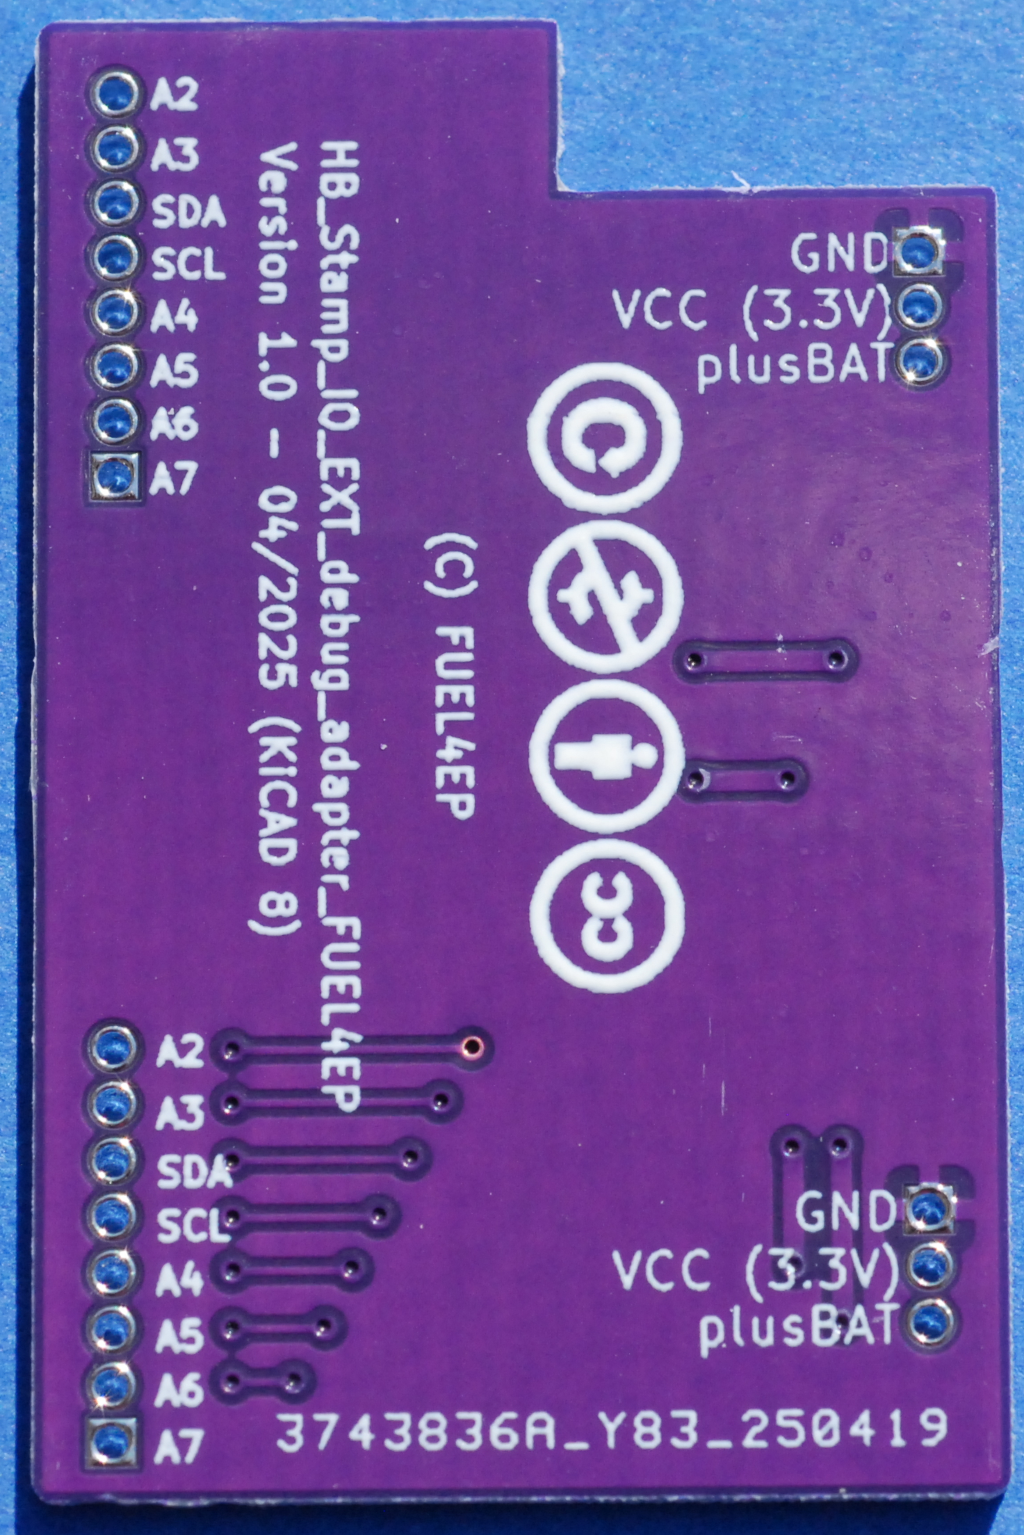 A2
A3
SDA
SCL
A4
A5
A6
A7
HB_Stamp_IO_EXT_debug_adapter_FUEL4EP
Version 1.0 - 04/2025 (KiCAD 8)
(C) FUEL4EP
GND
VCC (3.3V)
plusBAT
C
cc
A2
A3
SDA
SCL
A4
A5
A6
A7
GND
VCC (3.3V)
plusBAT
3743836A_Y83_250419